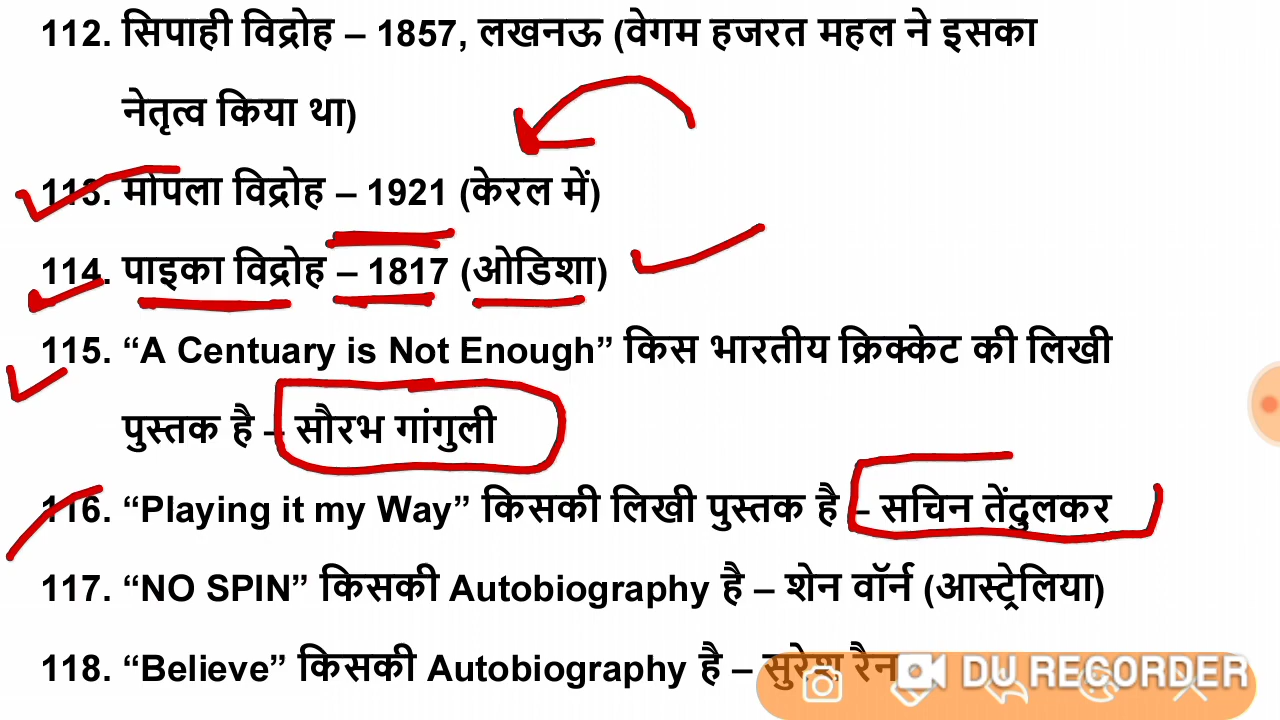 112. सिपाही विद्रोह – 1857, लखनऊ (वेगम हजरत महल ने इसका
नेतृत्व किया था)
113. मोपला विद्रोह – 1921 (केरल में)
114. पाइका विद्रोह – 1817 (ओडिशा)
115. “A Centuary is Not Enough” किस भारतीय क्रिक्केट की लिखी
पुस्तक है – सौरभ गांगुली
116. “Playing it my Way” किसकी लिखी पुस्तक है – सचिन तेंदुलकर
117. “NO SPIN” किसकी Autobiography है – शेन वॉर्न (आस्ट्रेलिया)
118. “Believe” किसकी Autobiography है – सुरेश
DU RECORDER